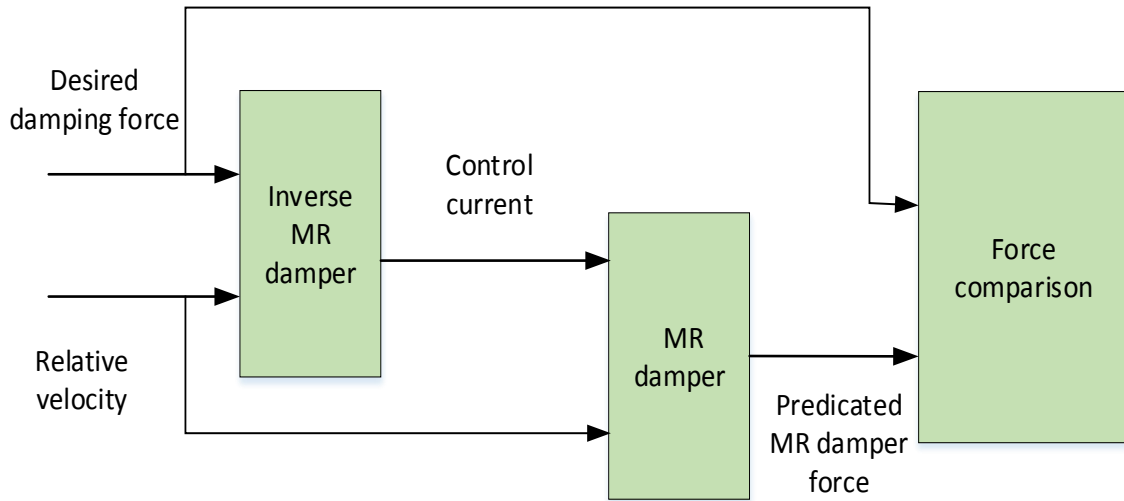 Desired
damping force
Inverse
MR
damper
Control
current
Relative
velocity
MR
damper
Predicated
MR damper
force
Force
comparison